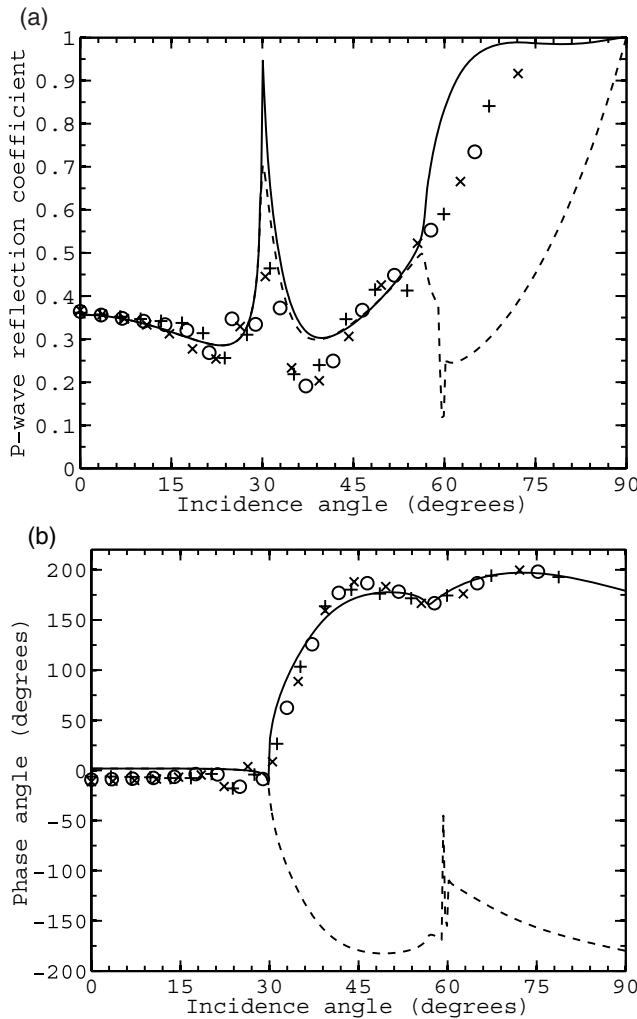 (a)
P-wave reflection coefficient
1
0.9
0.8
0.7
0.6
0.5
0.4
0.3
0.2
0.1
0
0 15 30 45 60 75 90
Incidence angle (degrees)
(b)
Phase angle (degrees)
200
150
100
50
0
-50
-100
-150
-200
0 15 30 45 60 75 90
Incidence angle (degrees)